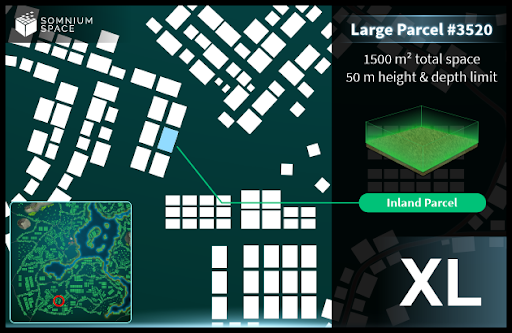 SOMNIUM
SPACE
Large Parcel #3520
1500 m² total space
50 m height & depth limit
Inland Parcel
XL